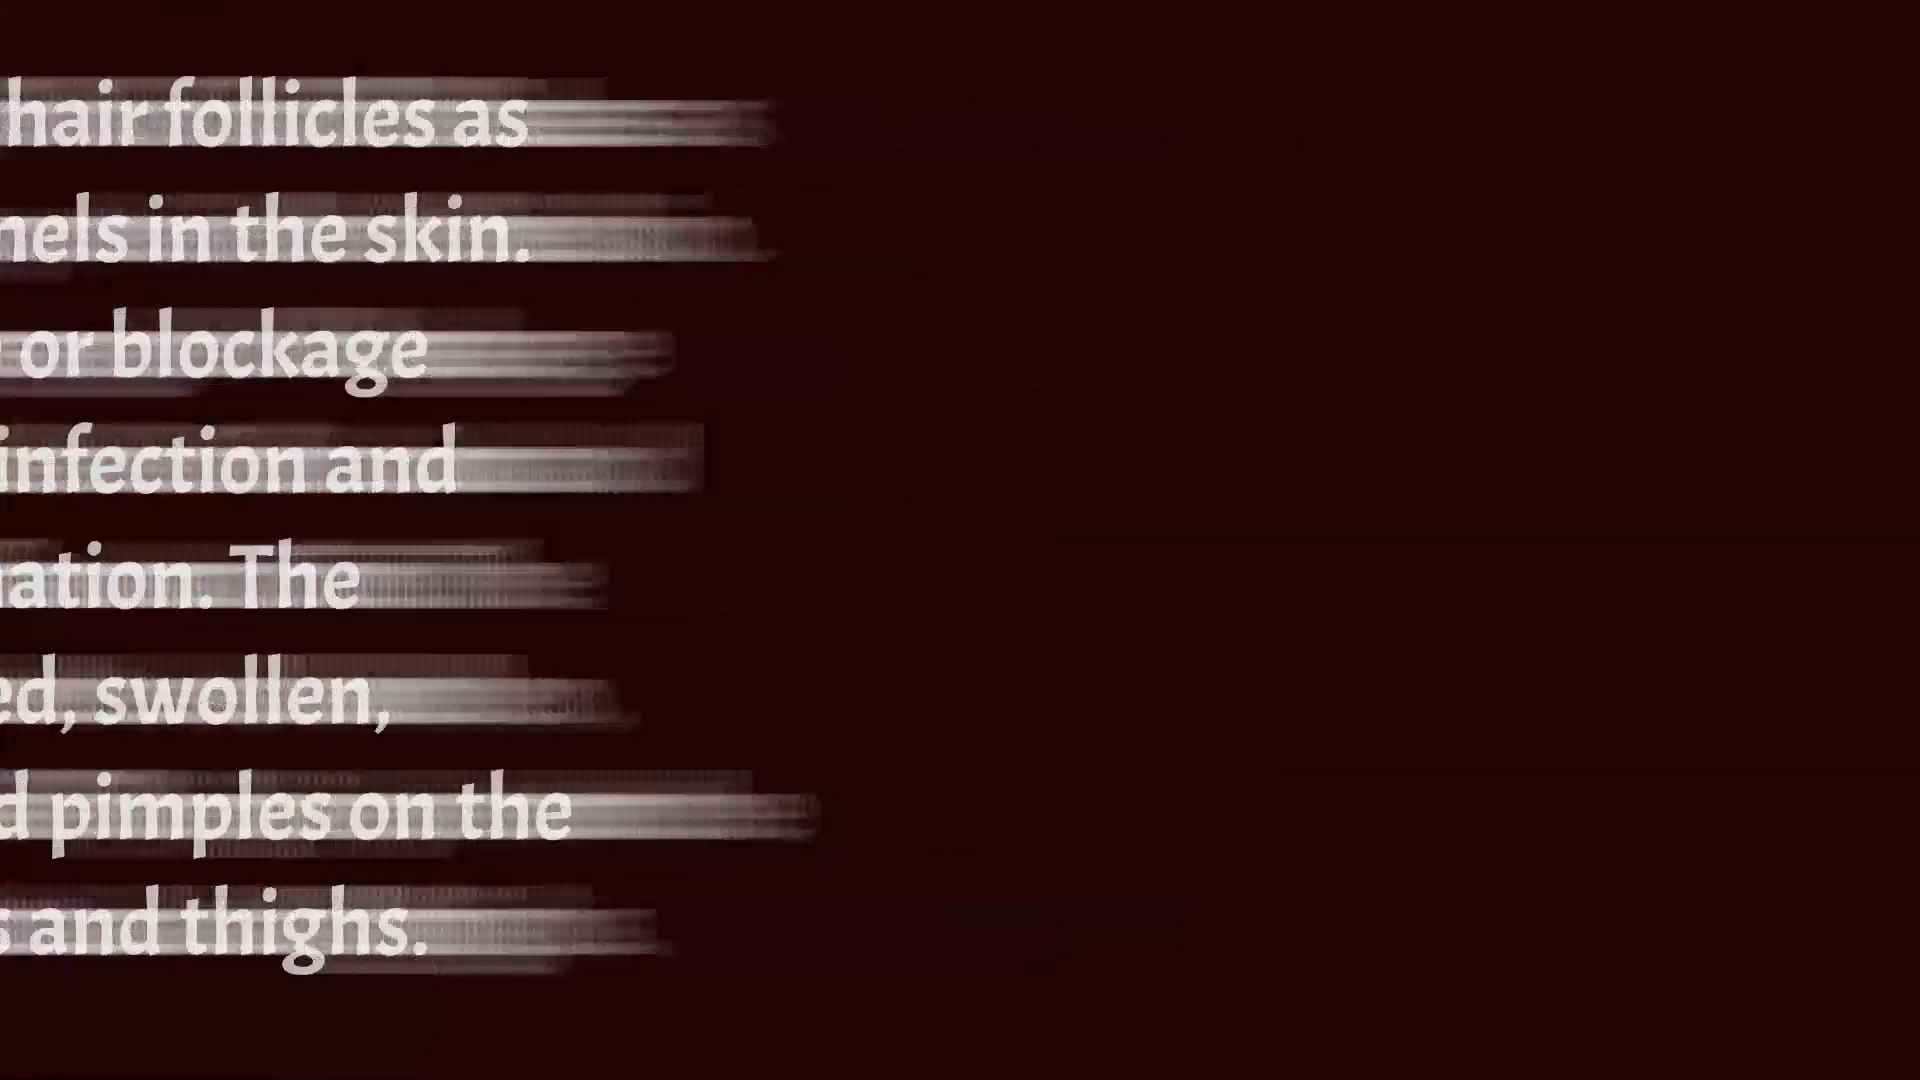 hair follicles as
nels in the skin.
or blockage
infection and
ation. The
ed, swollen,
d pimples on the
s and thighs.